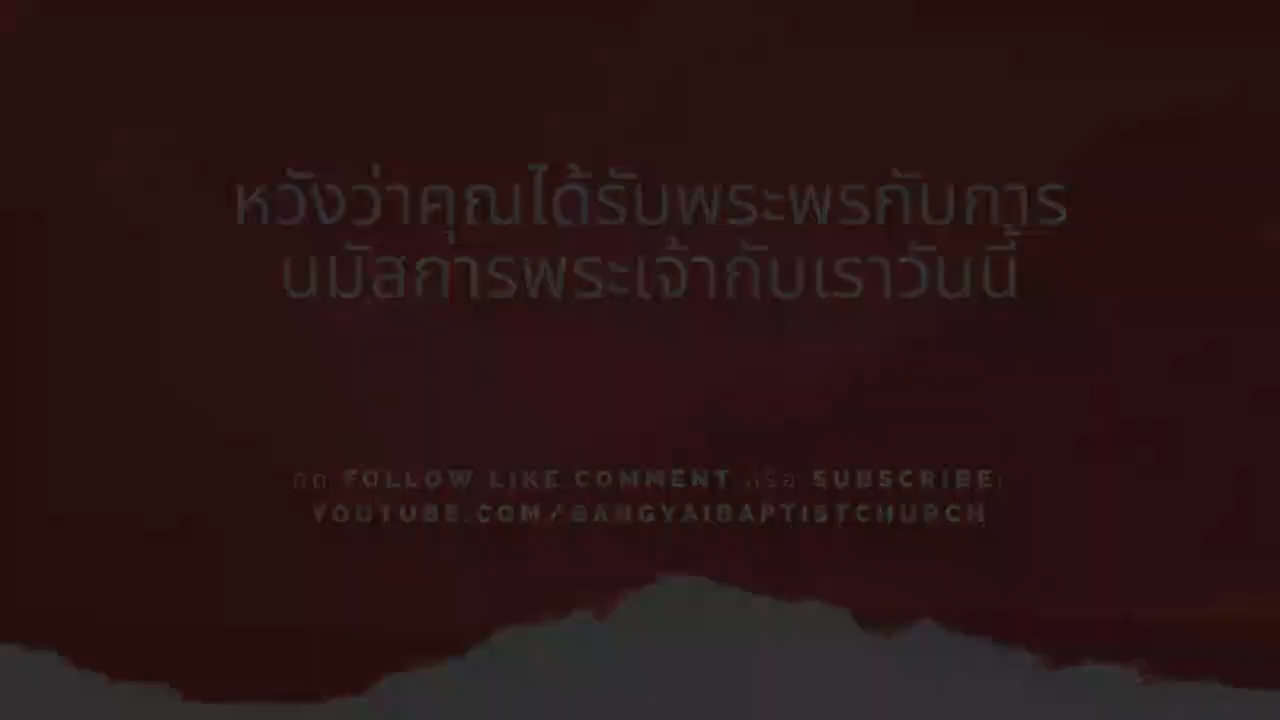 หวังว่าคุณได้รับพระพรกับการ
นมัสการพระเจ้ากับเราวันนี้
กด FOLLOW LIKE COMMENT หรือ SUBSCRIBE:
YOUTUBE.COM/BANGYAIBAPTISTCHURCH